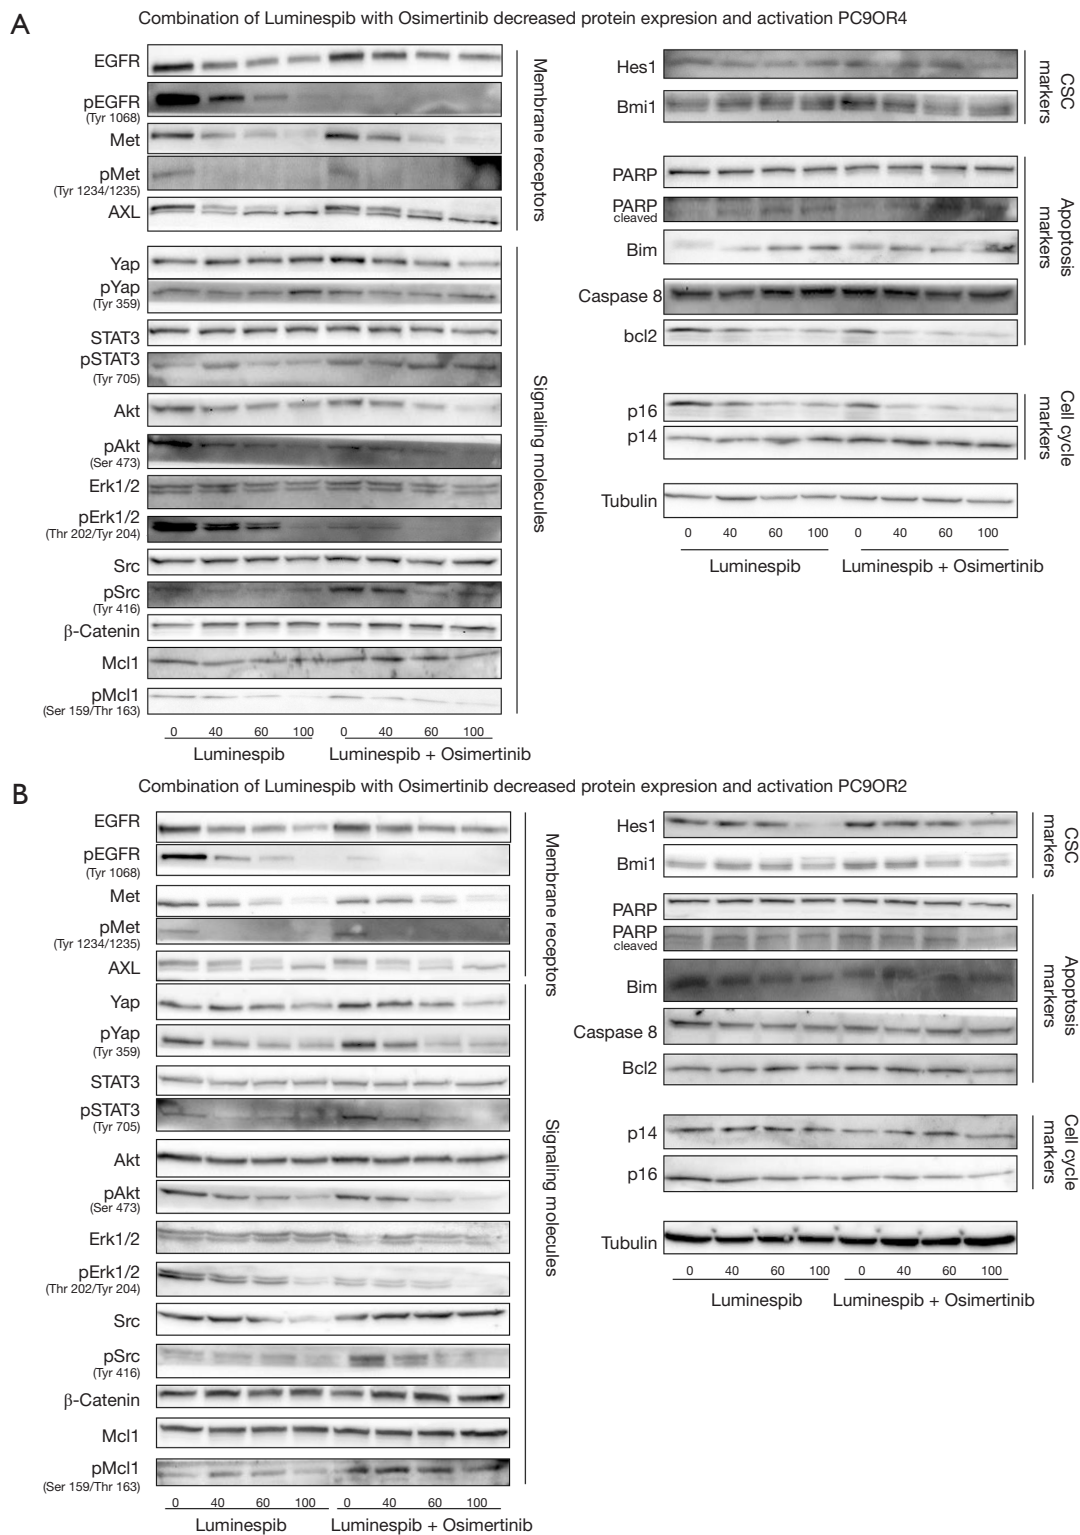 A
Combination of Luminespib with Osimertinib decreased protein expresion and activation PC9OR4
EGFR
pEGFR
(Tyr 1068)
Met
pMet
(Tyr 1234/1235)
AXL
Membrane receptors
Yap
pYap
(Tyr 359)
STAT3
pSTAT3
(Tyr 705)
Akt
pAkt
(Ser 473)
Erk1/2
pErk1/2
(Thr 202/Tyr 204)
Src
pSrc
(Tyr 416)
β-Catenin
Mcl1
pMcl1
(Ser 159/Thr 163)
Signaling molecules
0 40 60 100 0 40 60 100
Luminespib Luminespib + Osimertinib
Hes1
Bmi1
CSC
markers
PARP
PARP
cleaved
Bim
Caspase 8
bcl2
Apoptosis
markers
p16
p14
Cell cycle
markers
Tubulin
0 40 60 100 0 40 60 100
Luminespib Luminespib + Osimertinib
B
Combination of Luminespib with Osimertinib decreased protein expresion and activation PC9OR2
EGFR
pEGFR
(Tyr 1068)
Met
pMet
(Tyr 1234/1235)
AXL
Membrane receptors
Yap
pYap
(Tyr 359)
STAT3
pSTAT3
(Tyr 705)
Akt
pAkt
(Ser 473)
Erk1/2
pErk1/2
(Thr 202/Tyr 204)
Src
pSrc
(Tyr 416)
β-Catenin
Mcl1
pMcl1
(Ser 159/Thr 163)
Signaling molecules
0 40 60 100 0 40 60 100
Luminespib Luminespib + Osimertinib
Hes1
Bmi1
CSC
markers
PARP
PARP
cleaved
Bim
Caspase 8
Bcl2
Apoptosis
markers
p14
p16
Cell cycle
markers
Tubulin
0 40 60 100 0 40 60 100
Luminespib Luminespib + Osimertinib